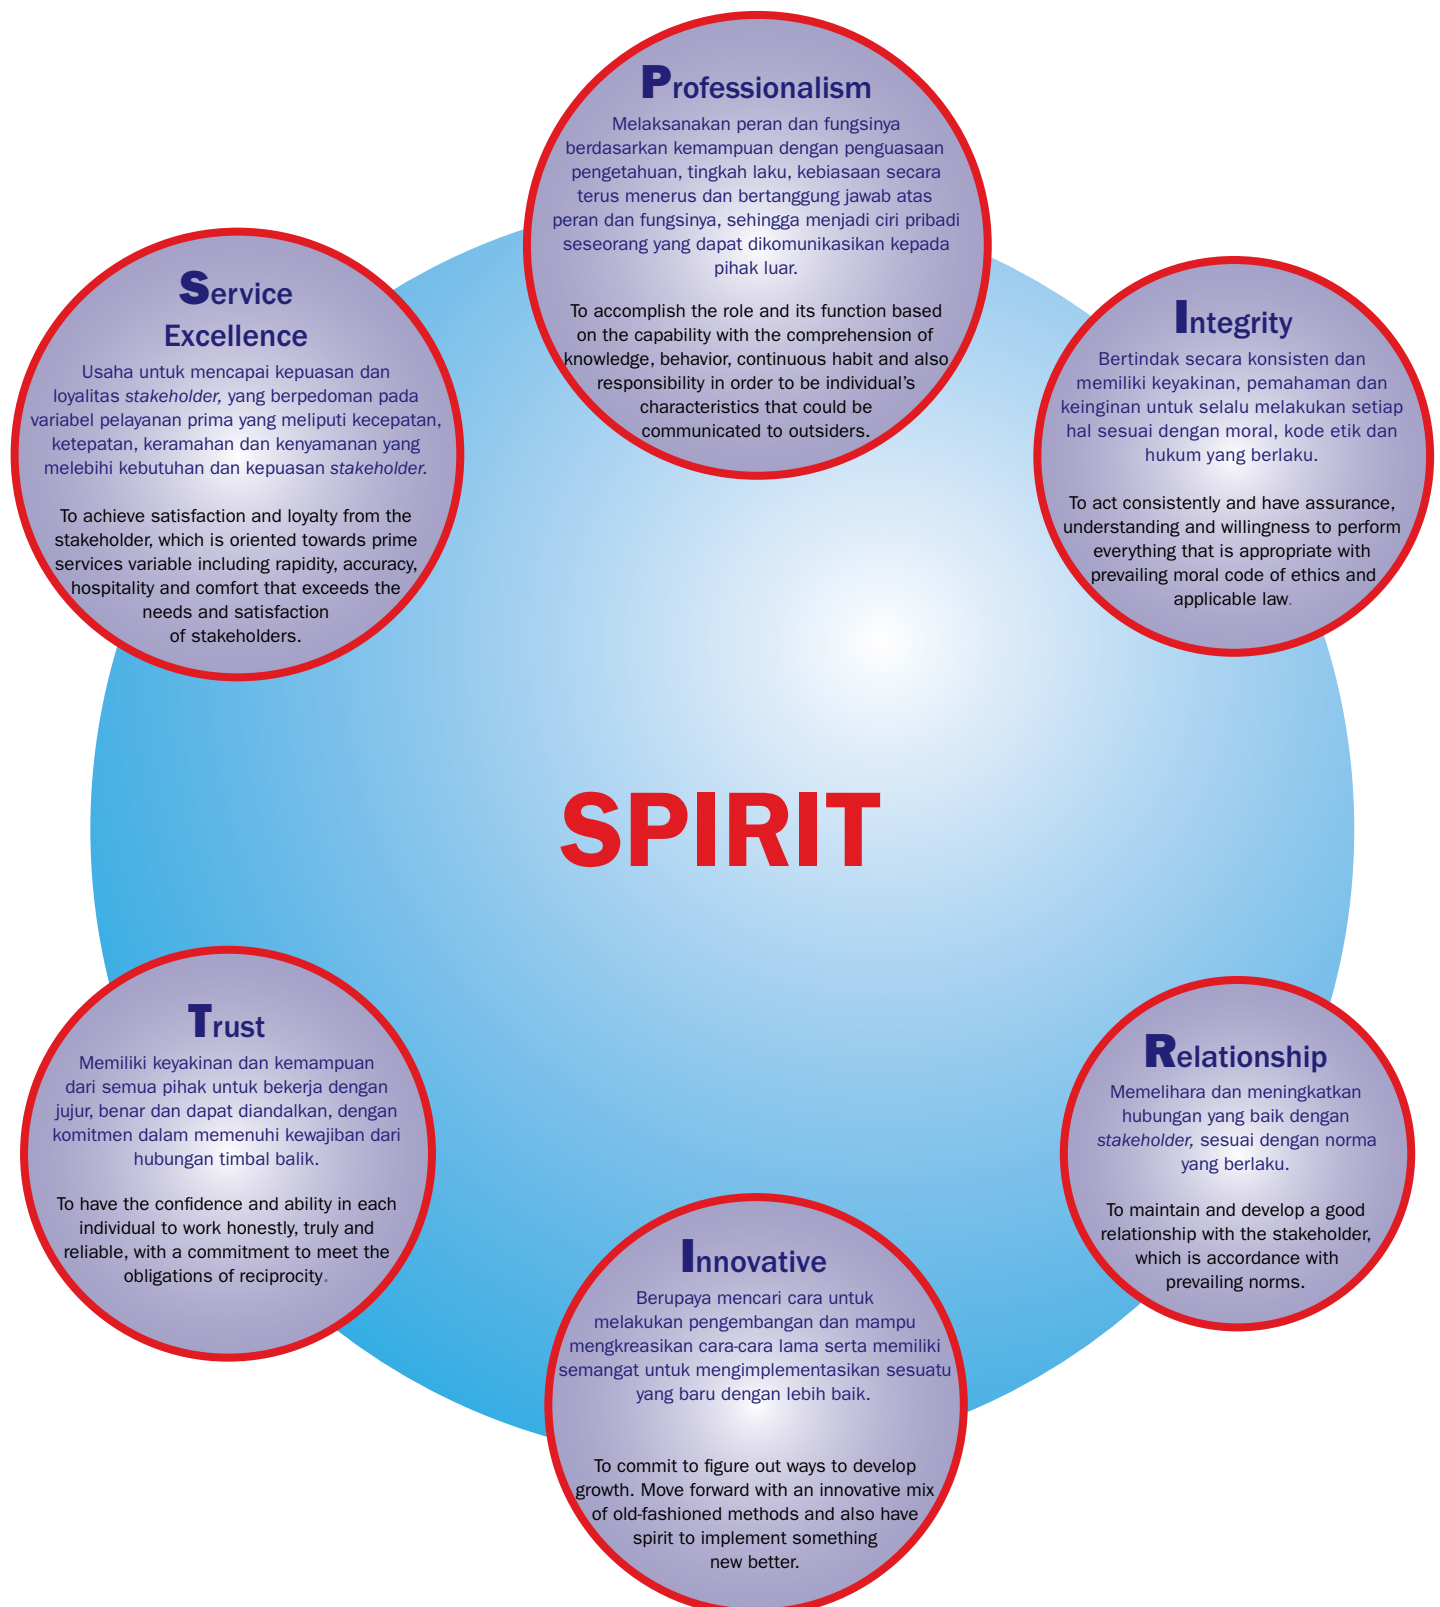 Professionalism
Melaksanakan peran dan fungsinya
berdasarkan kemampuan dengan penguasaan
pengetahuan, tingkah laku, kebiasaan secara
terus menerus dan bertanggung jawab atas
peran dan fungsinya, sehingga menjadi ciri pribadi
seseorang yang dapat dikomunikasikan kepada
pihak luar.
To accomplish the role and its function based
on the capability with the comprehension of
knowledge, behavior, continuous habit and also
responsibility in order to be individual's
characteristics that could be
communicated to outsiders.
Service
Excellence
Usaha untuk mencapai kepuasan dan
loyalitas stakeholder, yang berpedoman pada
variabel pelayanan prima yang meliputi kecepatan,
ketepatan, keramahan dan kenyamanan yang
melebihi kebutuhan dan kepuasan stakeholder.
To achieve satisfaction and loyalty from the
stakeholder, which is oriented towards prime
services variable including rapidity, accuracy,
hospitality and comfort that exceeds the
needs and satisfaction
of stakeholders.
Integrity
Bertindak secara konsisten dan
memiliki keyakinan, pemahaman dan
keinginan untuk selalu melakukan setiap
hal sesuai dengan moral, kode etik dan
hukum yang berlaku.
To act consistently and have assurance,
understanding and willingness to perform
everything that is appropriate with
prevailing moral code of ethics and
applicable law.
SPIRIT
Trust
Memiliki keyakinan dan kemampuan
dari semua pihak untuk bekerja dengan
jujur, benar dan dapat diandalkan, dengan
komitmen dalam memenuhi kewajiban dari
hubungan timbal balik.
To have the confidence and ability in each
individual to work honestly, truly and
reliable, with a commitment to meet the
obligations of reciprocity.
Relationship
Memelihara dan meningkatkan
hubungan yang baik dengan
stakeholder, sesuai dengan norma
yang berlaku.
To maintain and develop a good
relationship with the stakeholder,
which is accordance with
prevailing norms.
Innovative
Berupaya mencari cara untuk
melakukan pengembangan dan mampu
mengkreasikan cara-cara lama serta memiliki
semangat untuk mengimplementasikan sesuatu
yang baru dengan lebih baik.
To commit to figure out ways to develop
growth. Move forward with an innovative mix
of old-fashioned methods and also have
spirit to implement something
new better.